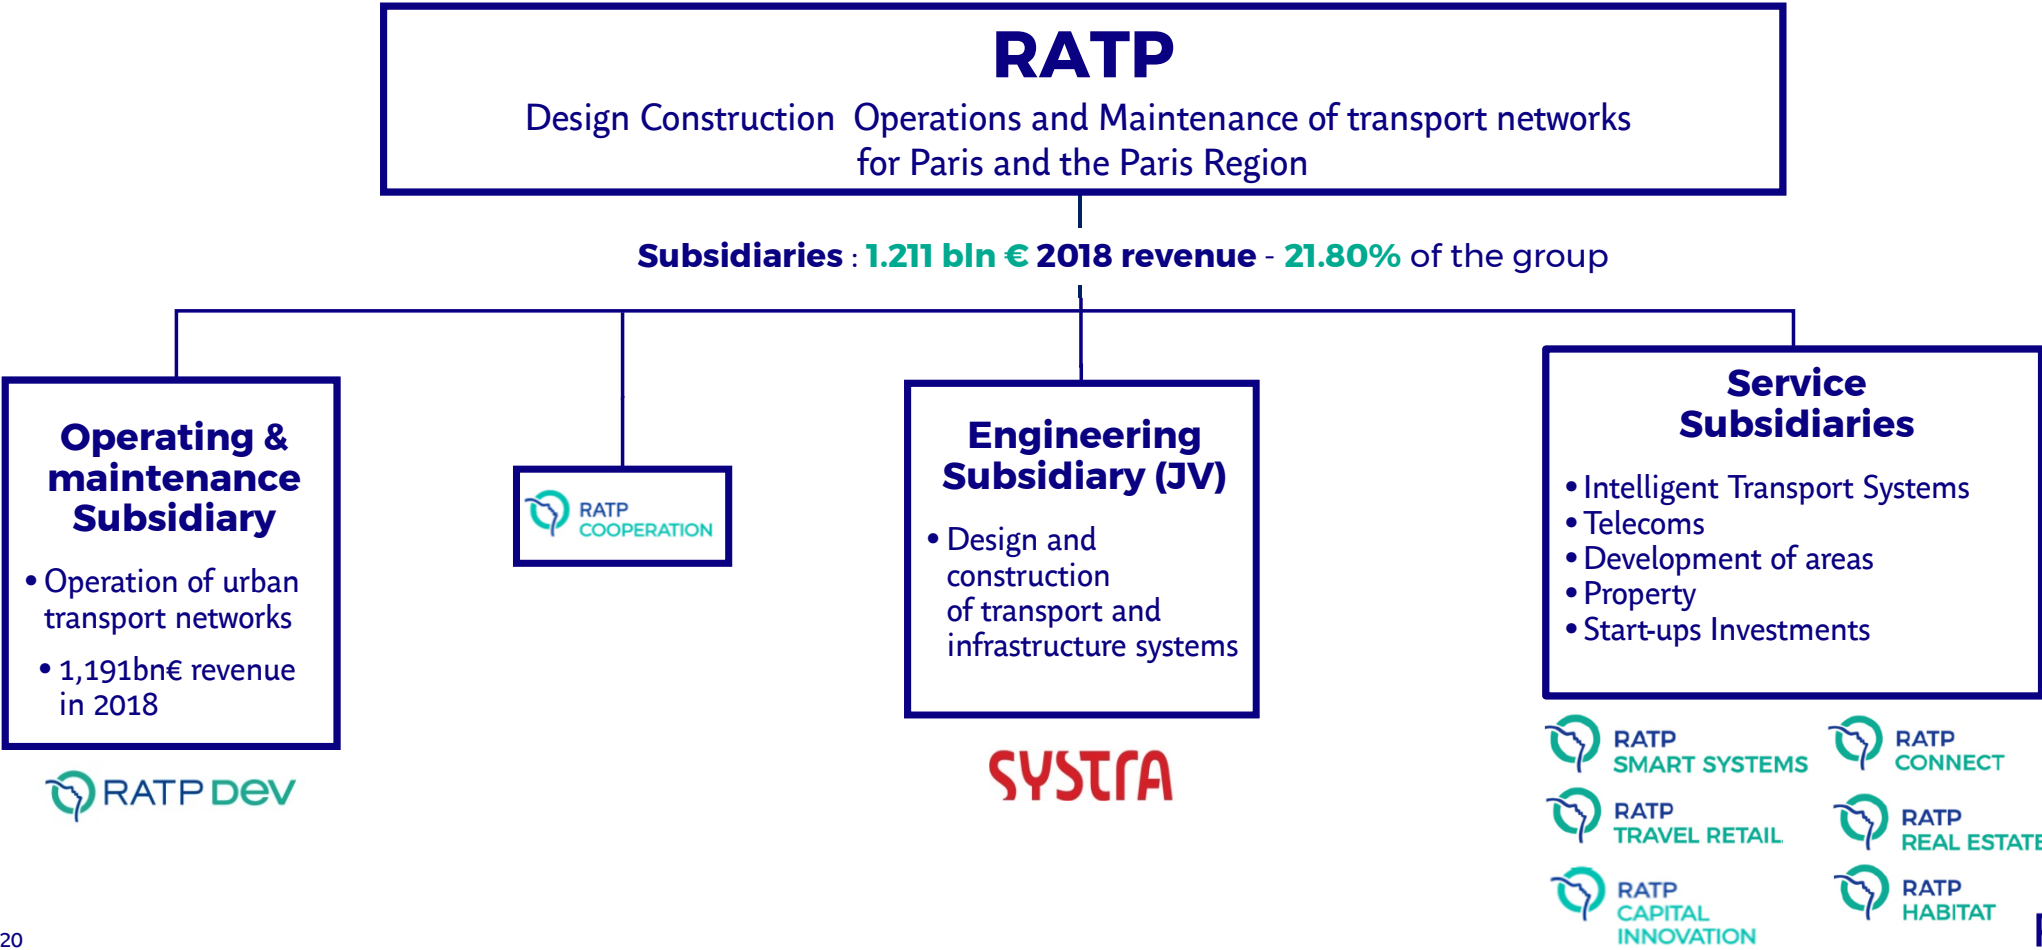 RATP
Design Construction Operations and Maintenance of transport networks
for Paris and the Paris Region
Subsidiaries : 1.211 bln € 2018 revenue - 21.80% of the group
Operating &
maintenance
Subsidiary
• Operation of urban
transport networks
• 1,191bn€ revenue
in 2018
RATP DEV
RATP
COOPERATION
Engineering
Subsidiary (JV)
• Design and
construction
of transport and
infrastructure systems
SYSTRA
Service
Subsidiaries
• Intelligent Transport Systems
• Telecoms
• Development of areas
• Property
• Start-ups Investments
RATP
SMART SYSTEMS
RATP
CONNECT
RATP
TRAVEL RETAIL
RATP
REAL ESTATE
RATP
CAPITAL
INNOVATION
RATP
HABITAT
20